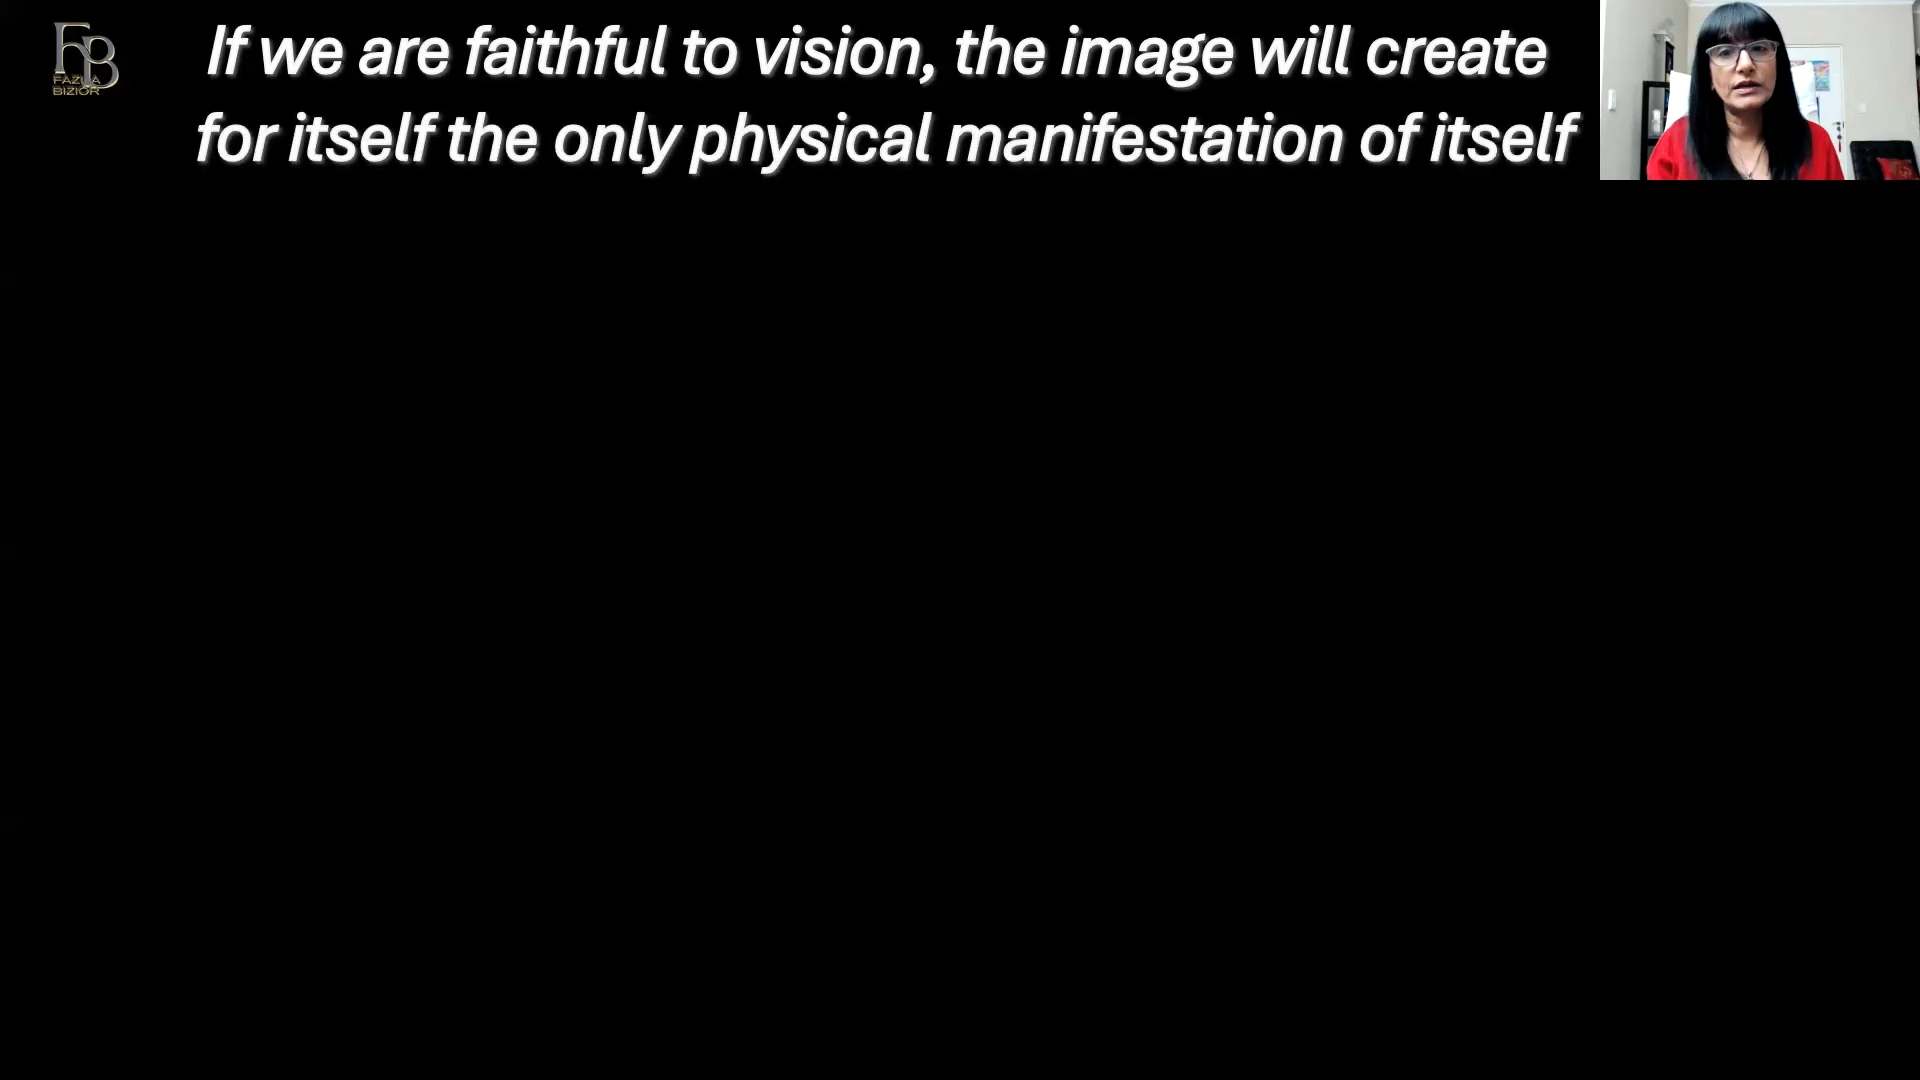 FB
FAZILA
BIZIOR
If we are faithful to vision, the image will create
for itself the only physical manifestation of itself